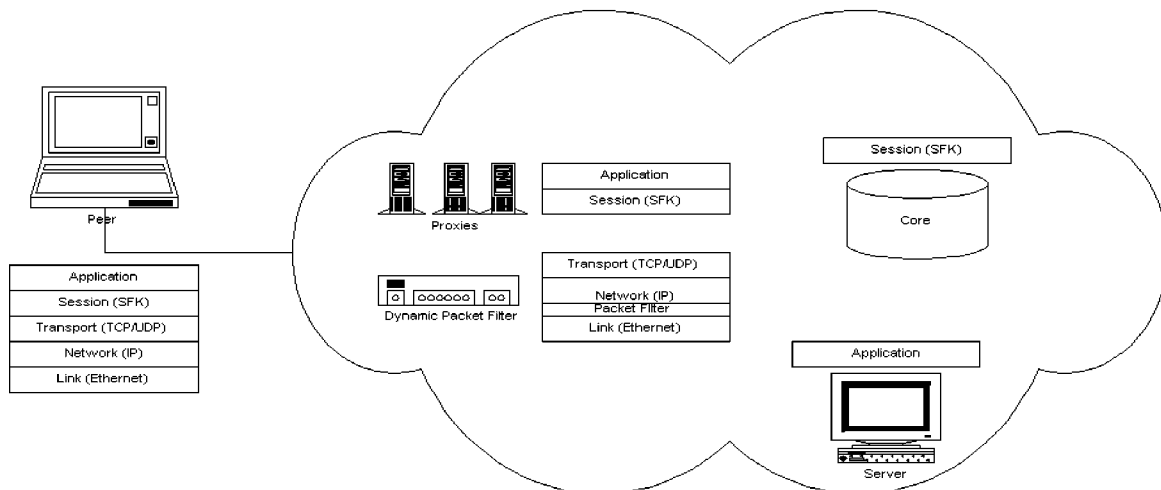 Peer
Application
Session (SFK)
Transport (TCP/UDP)
Network (IP)
Link (Ethernet)
Proxies
Application
Session (SFK)
Dynamic Packet Filter
Transport (TCP/UDP)
Network (IP)
Packet Filter
Link (Ethernet)
Session (SFK)
Core
Application
Server